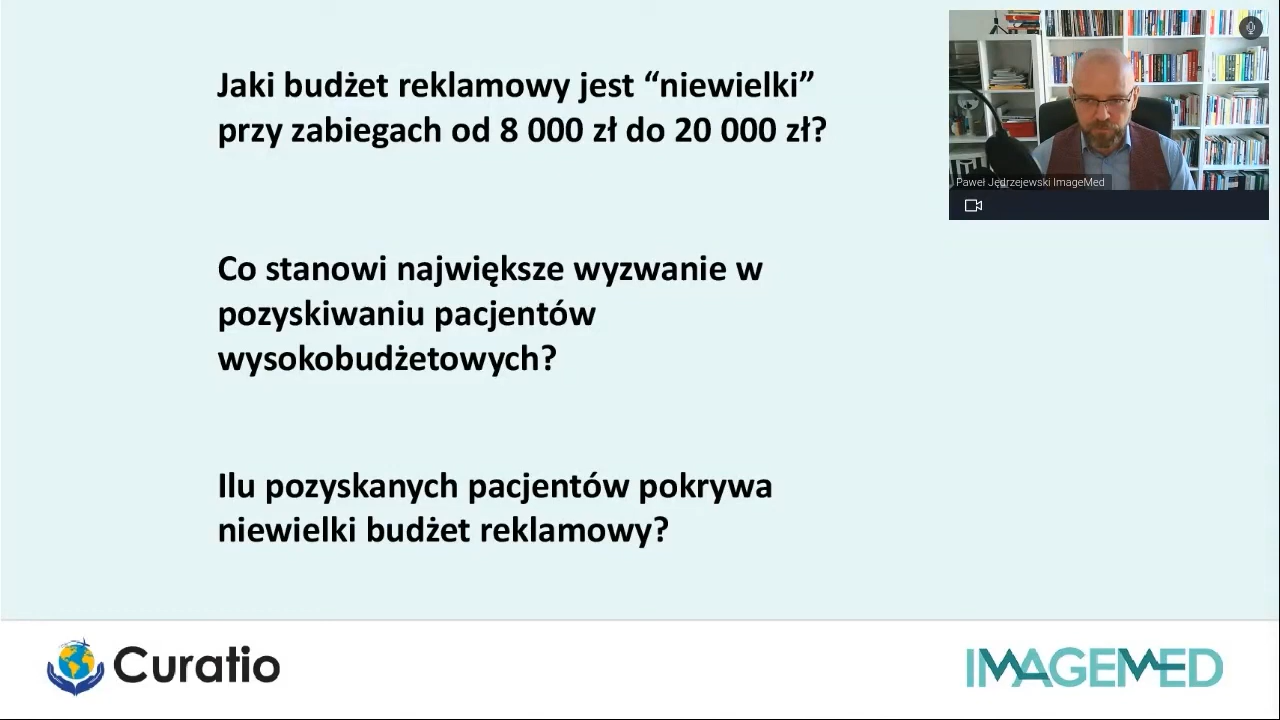 Jaki budżet reklamowy jest “niewielki”
przy zabiegach od 8 000 zł do 20 000 zł?
Paweł Jędrzejewski ImageMed
Co stanowi największe wyzwanie w
pozyskiwaniu pacjentów
wysokobudżetowych?
Ilu pozyskanych pacjentów pokrywa
niewielki budżet reklamowy?
Curatio
IMAGEMED